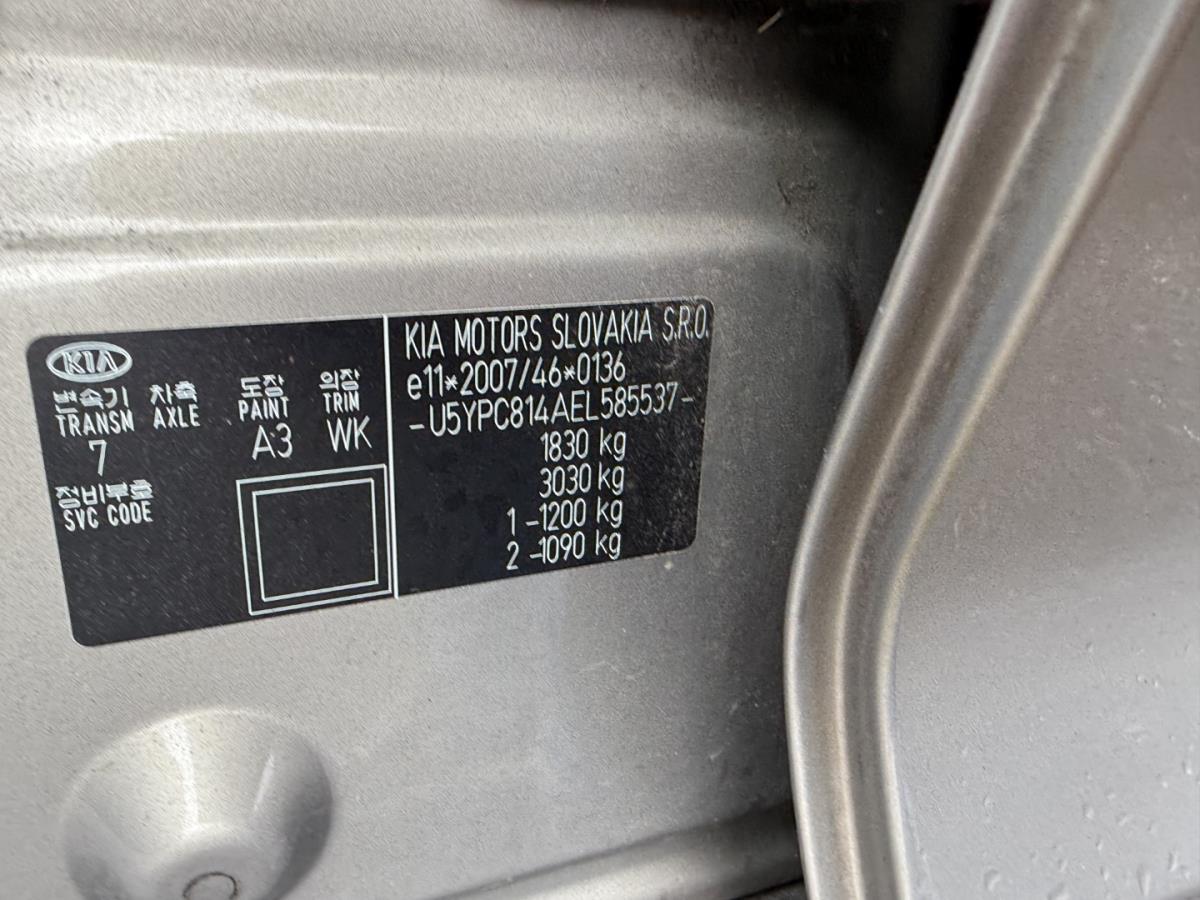 KIA
변속기 차축 도장 의장
TRANSM AXLE PAINT TRIM
7 A3 WK
정비부호
SVC CODE
KIA MOTORS SLOVAKIA S.R.O.
e11*2007/46*0136
-U5YPC814AEL585537-
1830 kg
3030 kg
1 -1200 kg
2 -1090 kg